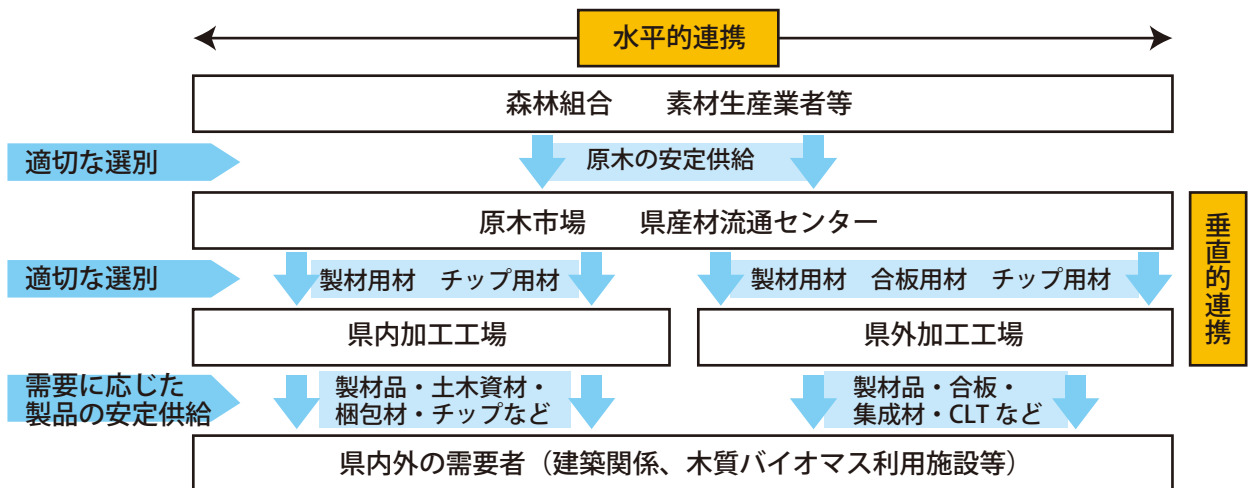 水平的連携
森林組合　素材生産業者等
適切な選別
原木の安定供給
原木市場　県産材流通センター
垂直的連携
適切な選別
製材用材　チップ用材
製材用材　合板用材　チップ用材
県内加工工場
県外加工工場
需要に応じた
製品の安定供給
製材品・土木資材・
梱包材・チップなど
製材品・合板・
集成材・CLTなど
県内外の需要者（建築関係、木質バイオマス利用施設等）